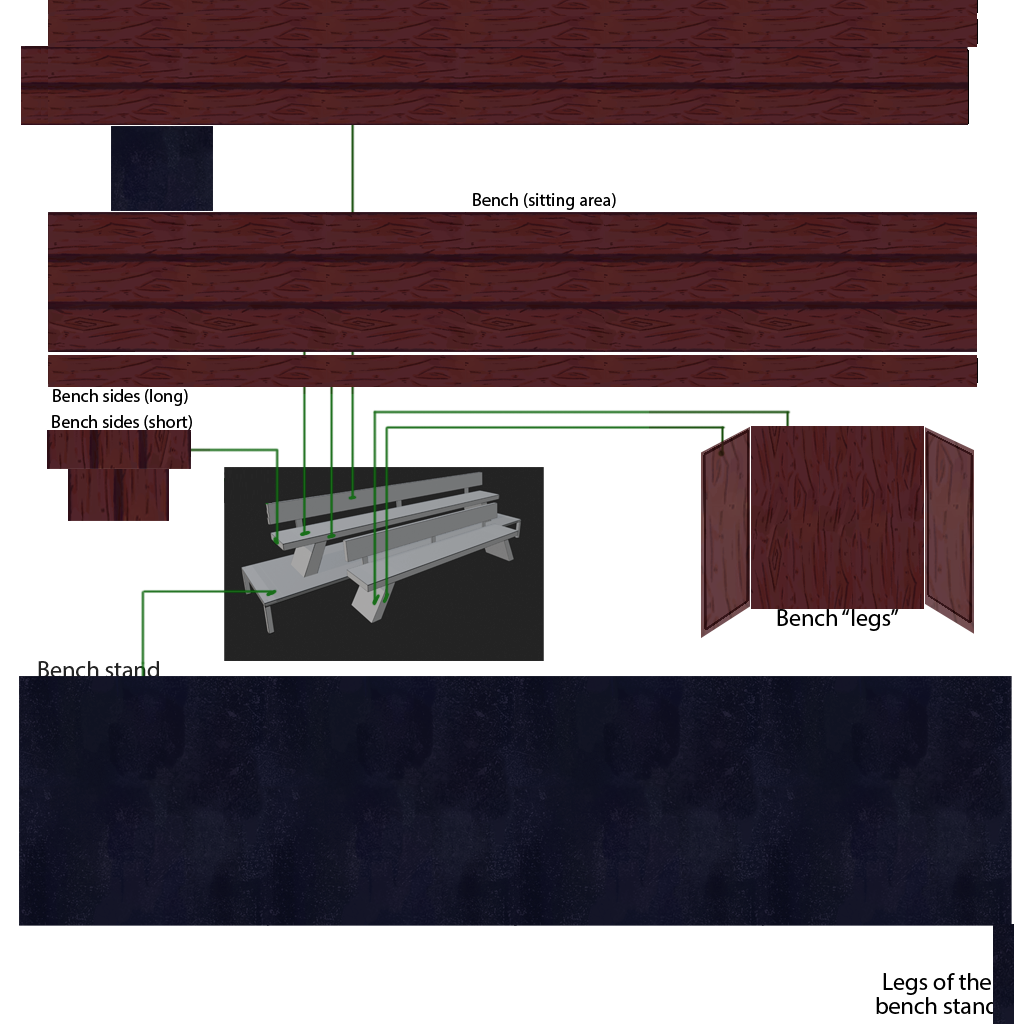 Bench (sitting area)
Bench sides (long)
Bench sides (short)
Bench “legs”
Bench stand
Legs of the
bench stand